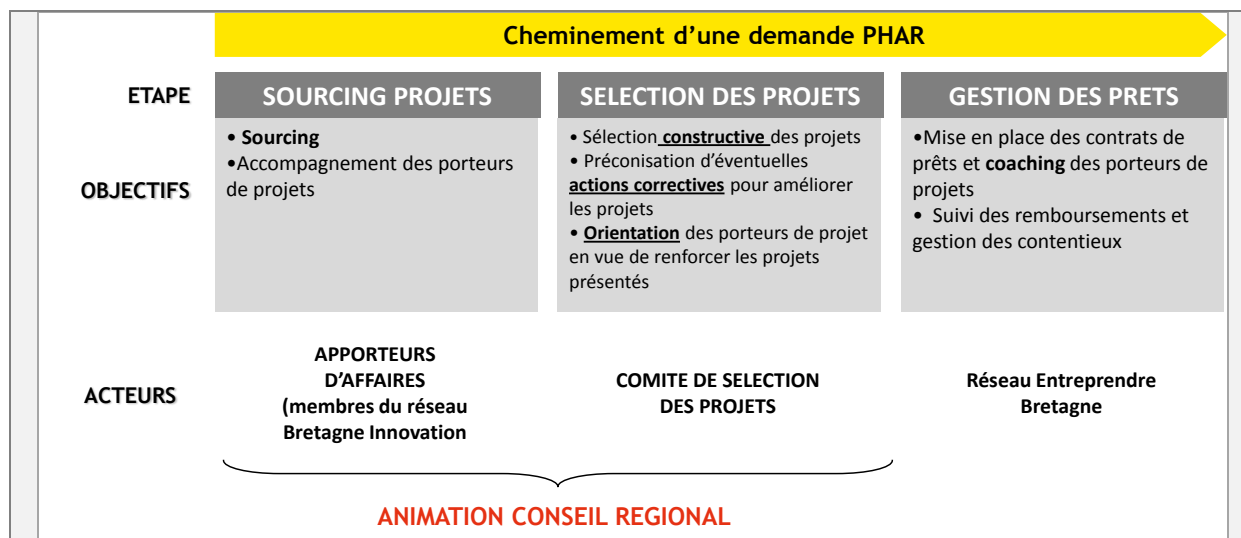 Cheminement d'une demande PHAR
ETAPE
SOURCING PROJETS
SELECTION DES PROJETS
GESTION DES PRETS
OBJECTIFS
• Sourcing
•Accompagnement des porteurs
de projets
• Sélection constructive des projets
• Préconisation d'éventuelles
actions correctives pour améliorer
les projets
• Orientation des porteurs de projet
en vue de renforcer les projets
présentés
•Mise en place des contrats de
prêts et coaching des porteurs de
projets
• Suivi des remboursements et
gestion des contentieux
ACTEURS
APPORTEURS
D'AFFAIRES
(membres du réseau
Bretagne Innovation
COMITE DE SELECTION
DES PROJETS
Réseau Entreprendre
Bretagne
ANIMATION CONSEIL REGIONAL